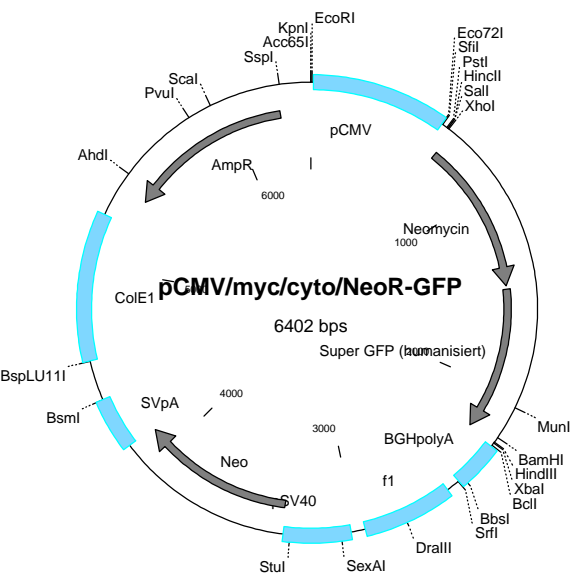 EcoRI
KpnI
Acc65I
SspI
ScaI
PvuI
AhdI
Eco72I
SfiI
PstI
HincII
SalI
XhoI
pCMV
AmpR
6000
Neomycin
1000
pCMV/myc/cyto/NeoR-GFP
ColE1
6402 bps
Super GFP (humanisiert)
2000
BspLU11I
BsmI
SVpA
4000
3000
BGHpolyA
MunI
BamHI
HindIII
XbaI
BclI
Neo
f1
SV40
BbsI
SrfI
DraIII
StuI
SexAI